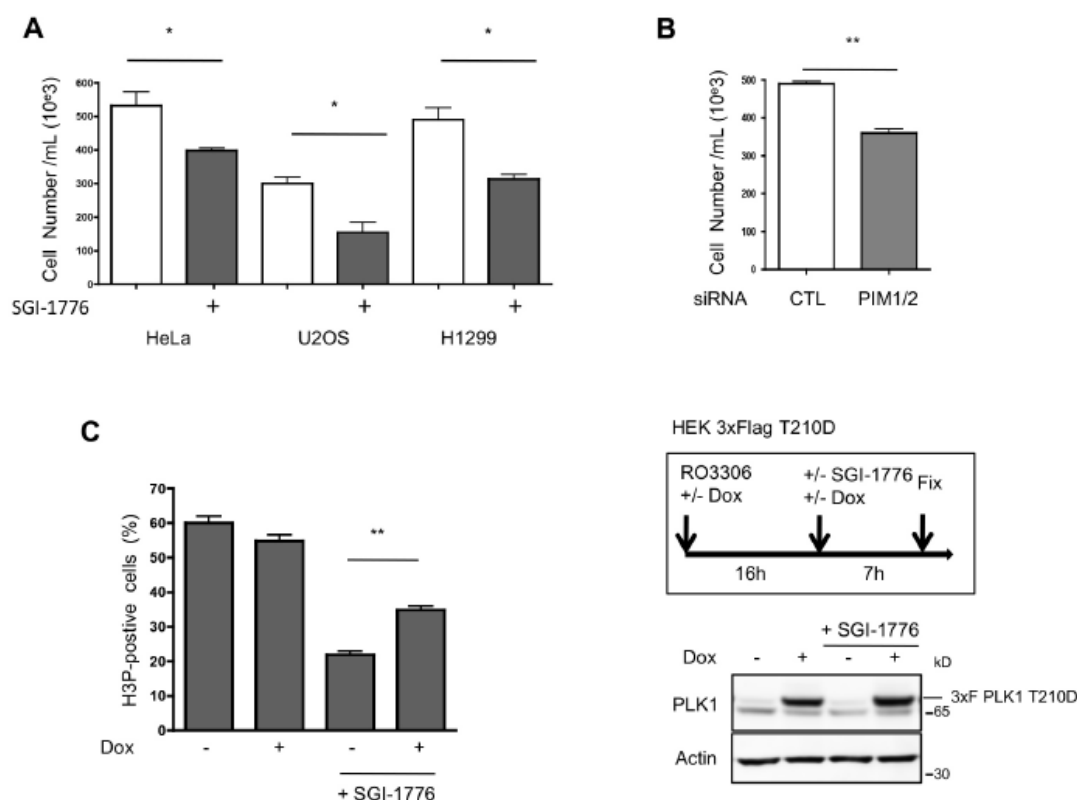 A
*
*
*
Cell Number /mL (10ᵉ3)
600
500
400
300
200
100
0
SGI-1776
+
+
+
HeLa
U2OS
H1299
B
**
Cell Number /mL (10ᵉ3)
500
400
300
200
100
0
siRNA
CTL
PIM1/2
C
**
H3P-postive cells (%)
70
60
50
40
30
20
10
0
Dox
-
+
-
+
+ SGI-1776
HEK 3xFlag T210D
RO3306
+/- Dox
+/- SGI-1776
+/- Dox
Fix
16h
7h
+ SGI-1776
Dox
-
+
-
+
kD
PLK1
3xF PLK1 T210D
65
Actin
30